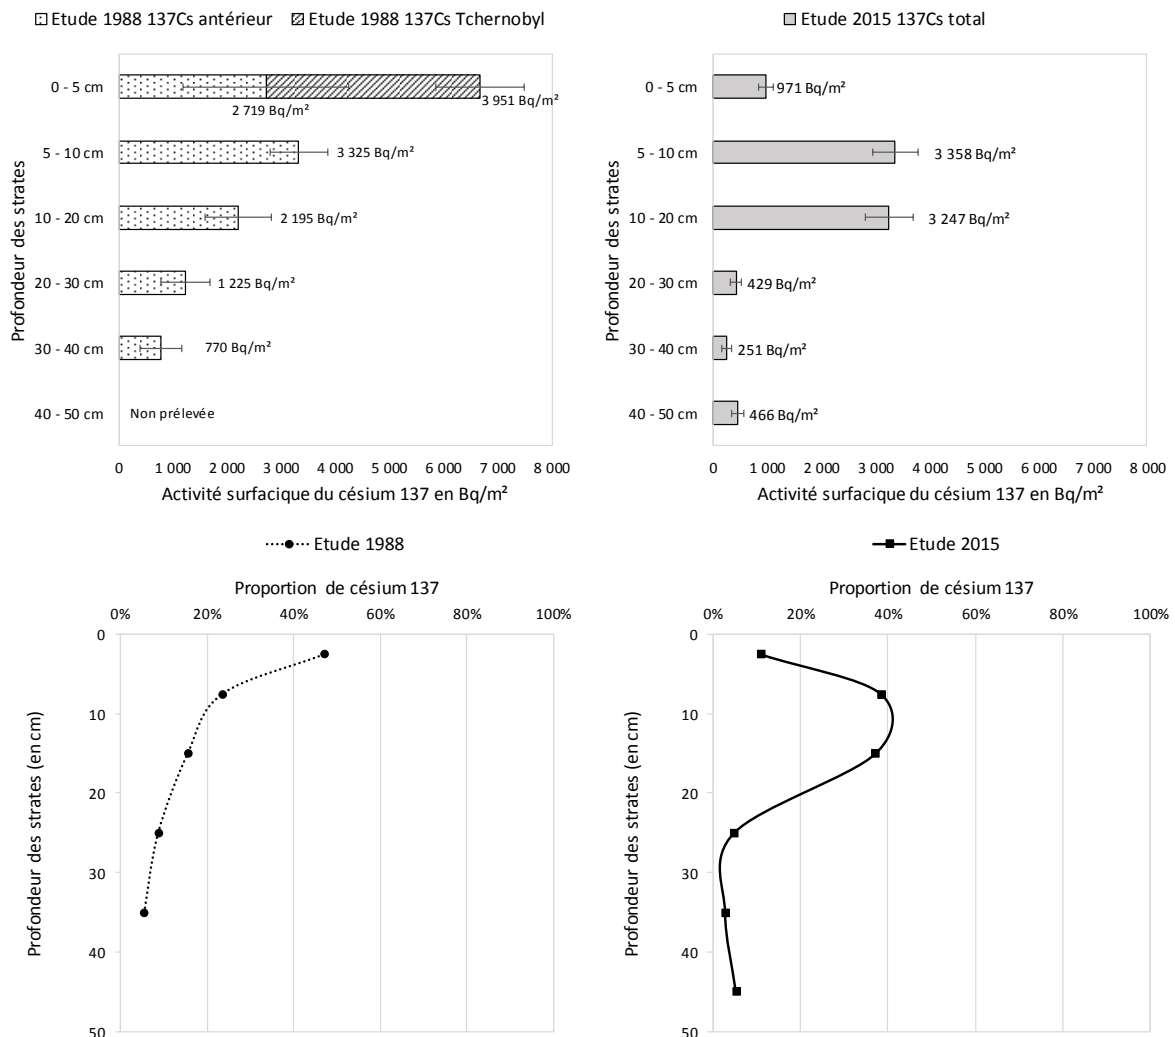 Etude 1988 137Cs antérieur Etude 1988 137Cs Tchernobyl
Profondeur des strates
0 - 5 cm
5 - 10 cm
10 - 20 cm
20 - 30 cm
30 - 40 cm
40 - 50 cm
2 719 Bq/m²
3 951 Bq/m²
3 325 Bq/m²
2 195 Bq/m²
1 225 Bq/m²
770 Bq/m²
Non prélevée
0 1 000 2 000 3 000 4 000 5 000 6 000 7 000 8 000
Activité surfacique du césium 137 en Bq/m²
Etude 2015 137Cs total
Profondeur des strates
0 - 5 cm
5 - 10 cm
10 - 20 cm
20 - 30 cm
30 - 40 cm
40 - 50 cm
971 Bq/m²
3 358 Bq/m²
3 247 Bq/m²
429 Bq/m²
251 Bq/m²
466 Bq/m²
0 1 000 2 000 3 000 4 000 5 000 6 000 7 000 8 000
Activité surfacique du césium 137 en Bq/m²
Etude 1988
Proportion de césium 137
0% 20% 40% 60% 80% 100%
Profondeur des strates (en cm)
0
10
20
30
40
50
Etude 2015
Proportion de césium 137
0% 20% 40% 60% 80% 100%
Profondeur des strates (en cm)
0
10
20
30
40
50